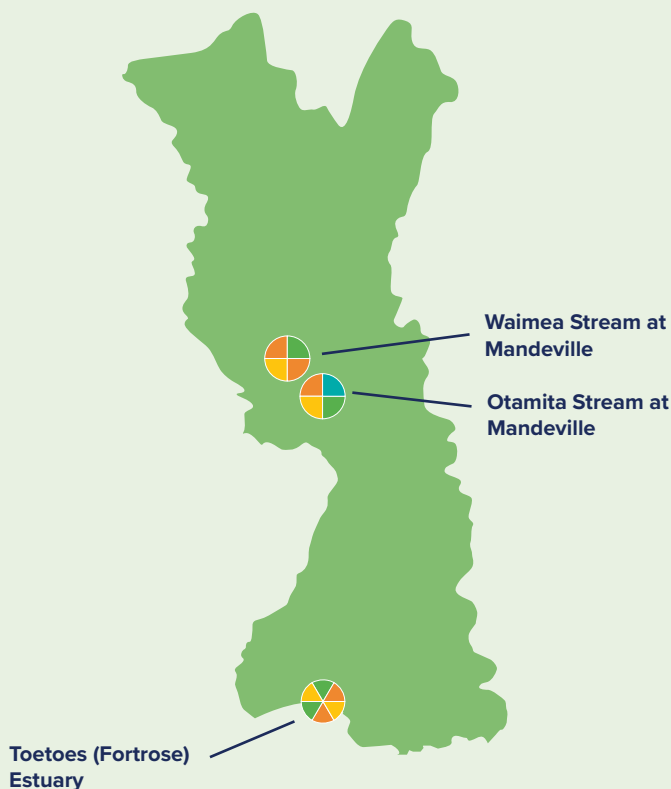 Waimea Stream at
Mandeville
Otamita Stream at
Mandeville
Toetoes (Fortrose)
Estuary